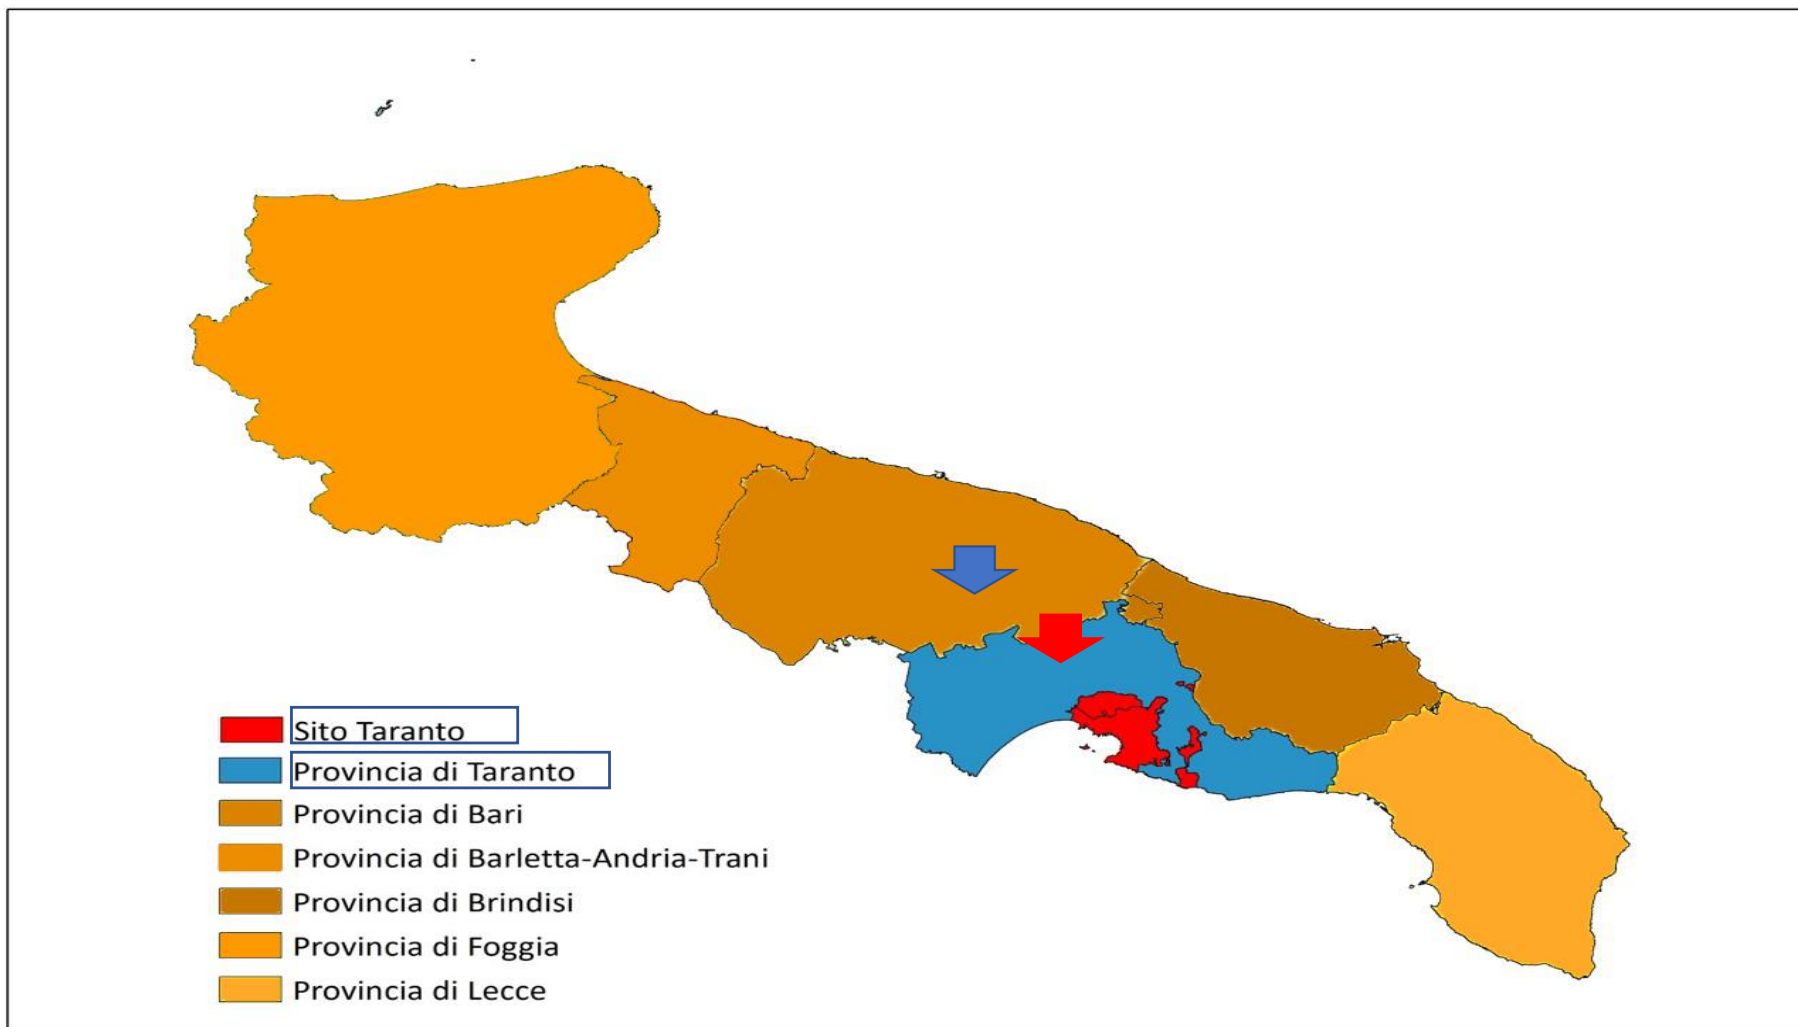 Sito Taranto
Provincia di Taranto
Provincia di Bari
Provincia di Barletta-Andria-Trani
Provincia di Brindisi
Provincia di Foggia
Provincia di Lecce